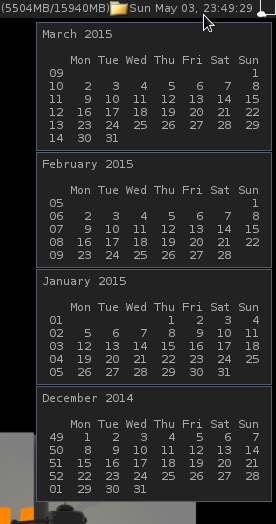 (5504MB/15940MB) Sun May 03, 23:49:29
March 2015
Mon Tue Wed Thu Fri Sat Sun
09 1
10 2 3 4 5 6 7 8
11 9 10 11 12 13 14 15
12 16 17 18 19 20 21 22
13 23 24 25 26 27 28 29
14 30 31
February 2015
Mon Tue Wed Thu Fri Sat Sun
05 1
06 2 3 4 5 6 7 8
07 9 10 11 12 13 14 15
08 16 17 18 19 20 21 22
09 23 24 25 26 27 28
January 2015
Mon Tue Wed Thu Fri Sat Sun
01 1 2 3 4
02 5 6 7 8 9 10 11
03 12 13 14 15 16 17 18
04 19 20 21 22 23 24 25
05 26 27 28 29 30 31
December 2014
Mon Tue Wed Thu Fri Sat Sun
49 1 2 3 4 5 6 7
50 8 9 10 11 12 13 14
51 15 16 17 18 19 20 21
52 22 23 24 25 26 27 28
01 29 30 31